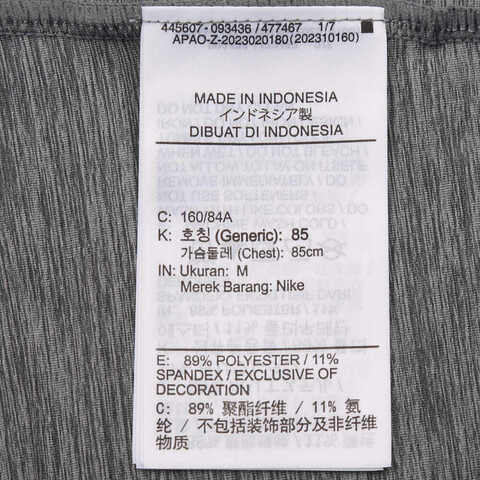 445607-093436 / 477467 1/7
APAO-Z-2023020180 (202310160)
MADE IN INDONESIA
インドネシア製
DIBUAT DI INDONESIA
C: 160/84A
K: 호칭 (Generic): 85
가슴둘레 (Chest): 85cm
IN: Ukuran: M
Merek Barang: Nike
E: 89% POLYESTER / 11%
SPANDEX / EXCLUSIVE OF
DECORATION
C: 89% 聚酯纤维 / 11% 氨
纶 / 不包括装饰部分及非纤维
物质